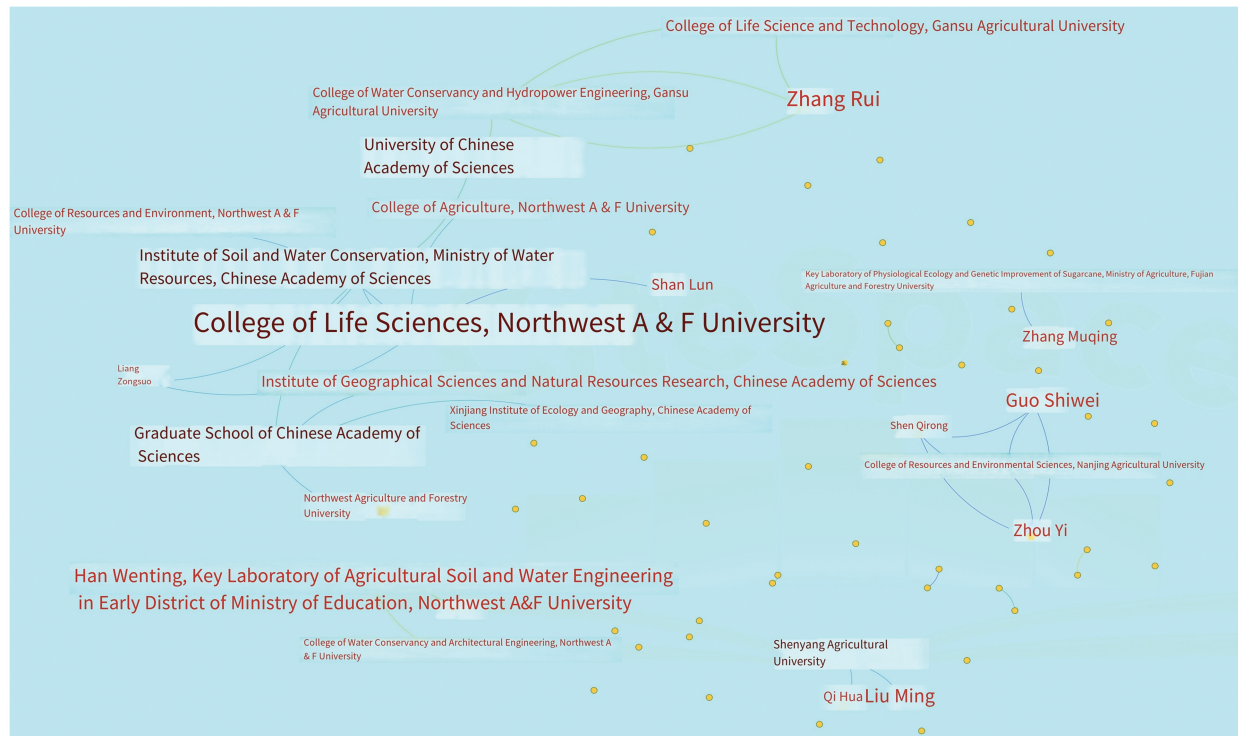 College of Life Science and Technology, Gansu Agricultural University
College of Water Conservancy and Hydropower Engineering, Gansu
Agricultural University
Zhang Rui
University of Chinese
Academy of Sciences
College of Agriculture, Northwest A & F University
College of Resources and Environment, Northwest A & F
University
Institute of Soil and Water Conservation, Ministry of Water
Resources, Chinese Academy of Sciences
Shan Lun
Key Laboratory of Physiological Ecology and Genetic Improvement of Sugarcane, Ministry of Agriculture, Fujian
Agriculture and Forestry University
College of Life Sciences, Northwest A & F University
Zhang Muqing
Liang
Zongsuo
Institute of Geographical Sciences and Natural Resources Research, Chinese Academy of Sciences
Guo Shiwei
Xinjiang Institute of Ecology and Geography, Chinese Academy of
Sciences
Shen Qirong
Graduate School of Chinese Academy of
Sciences
College of Resources and Environmental Sciences, Nanjing Agricultural University
Northwest Agriculture and Forestry
University
Zhou Yi
Han Wenting, Key Laboratory of Agricultural Soil and Water Engineering
in Early District of Ministry of Education, Northwest A&F University
College of Water Conservancy and Architectural Engineering, Northwest A
& F University
Shenyang Agricultural
University
Qi Hua
Liu Ming